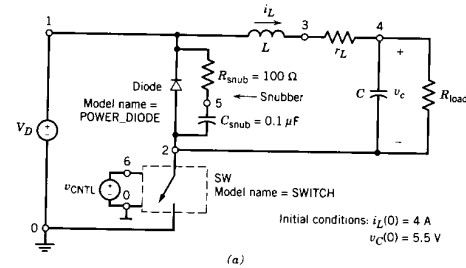 1
i_L
3
4
L
r_L
+
Diode
R_snub = 100 Ω
5
Snubber
Model name =
POWER_DIODE
C_snub = 0.1 μF
C
v_c
R_load
V_D
2
−
6
SW
Model name = SWITCH
v_CNTL
0
0
Initial conditions: i_L(0) = 4 A
v_C(0) = 5.5 V
(a)